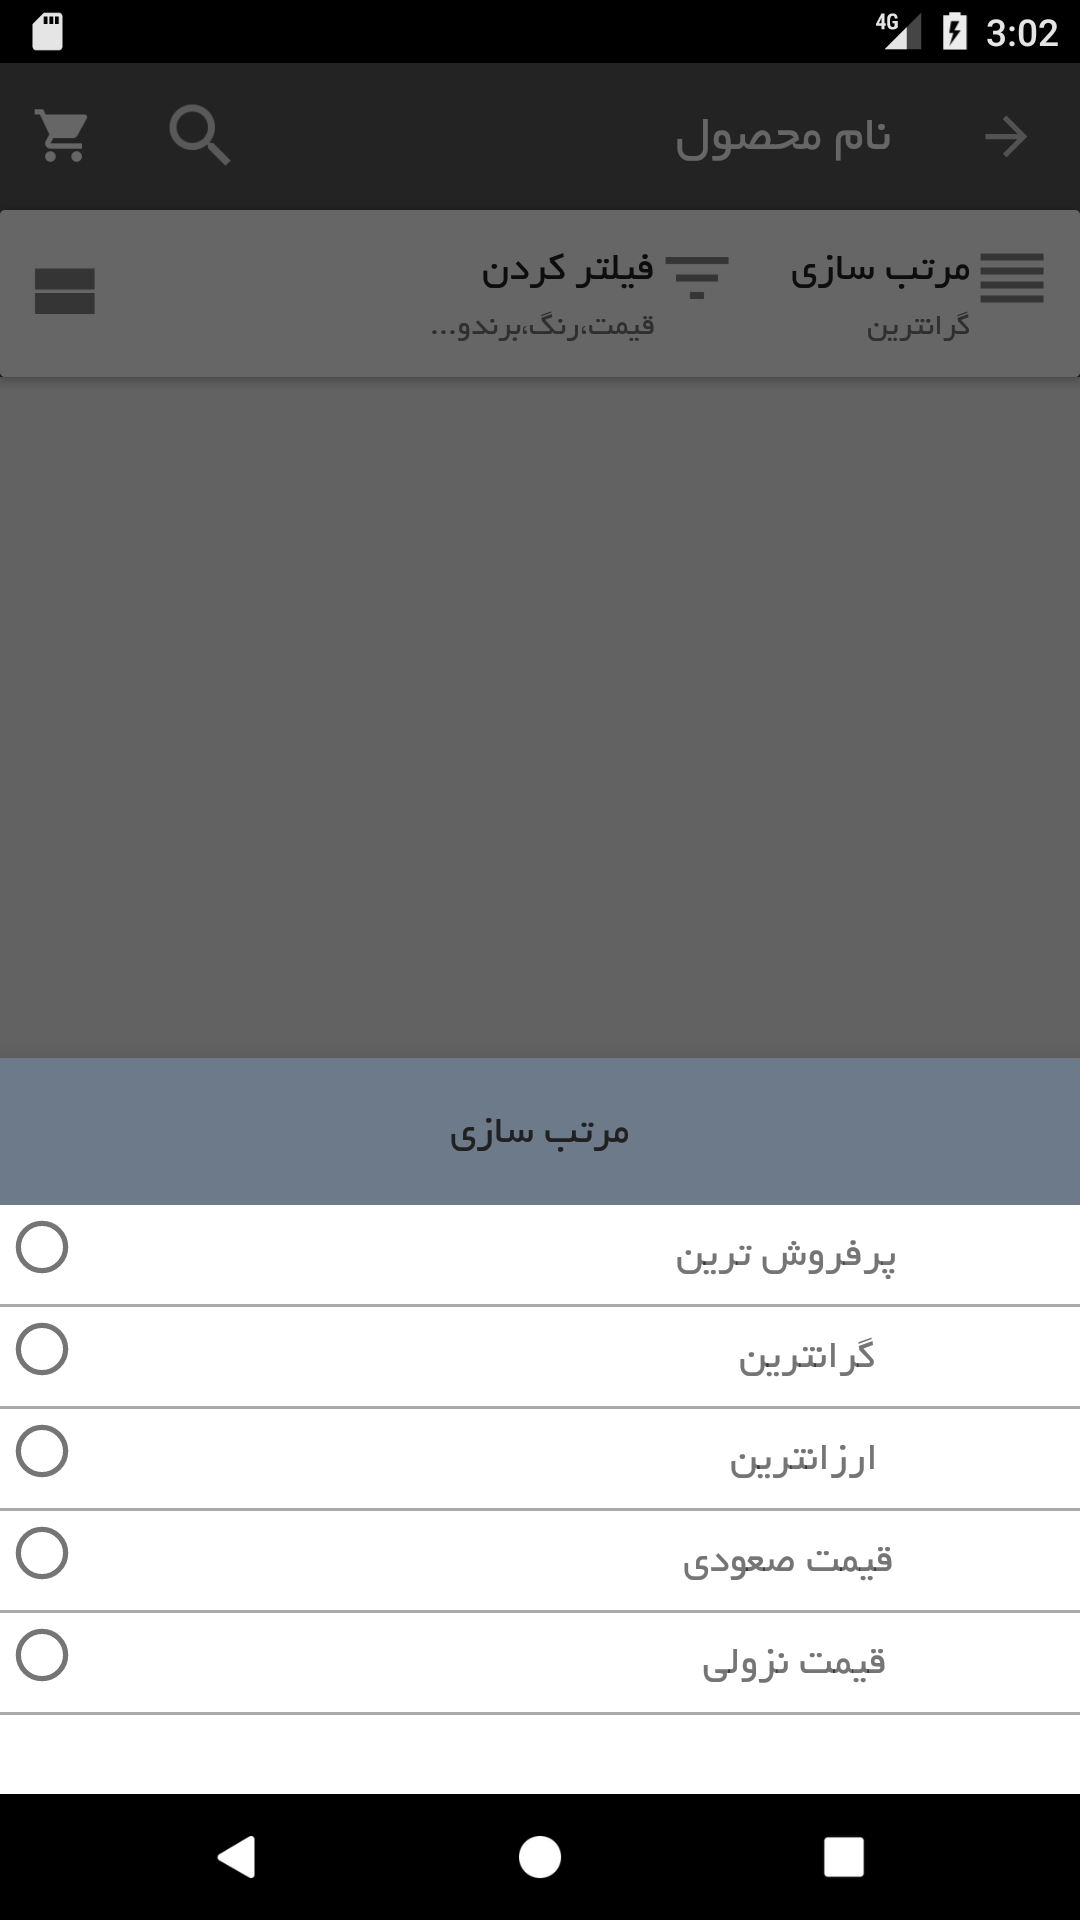 4G 3:02
نام محصول
مرتب سازی
گرانترین
فیلتر کردن
قیمت،رنگ،برندو...
مرتب سازی
پرفروش ترین
گرانترین
ارزانترین
قیمت صعودی
قیمت نزولی